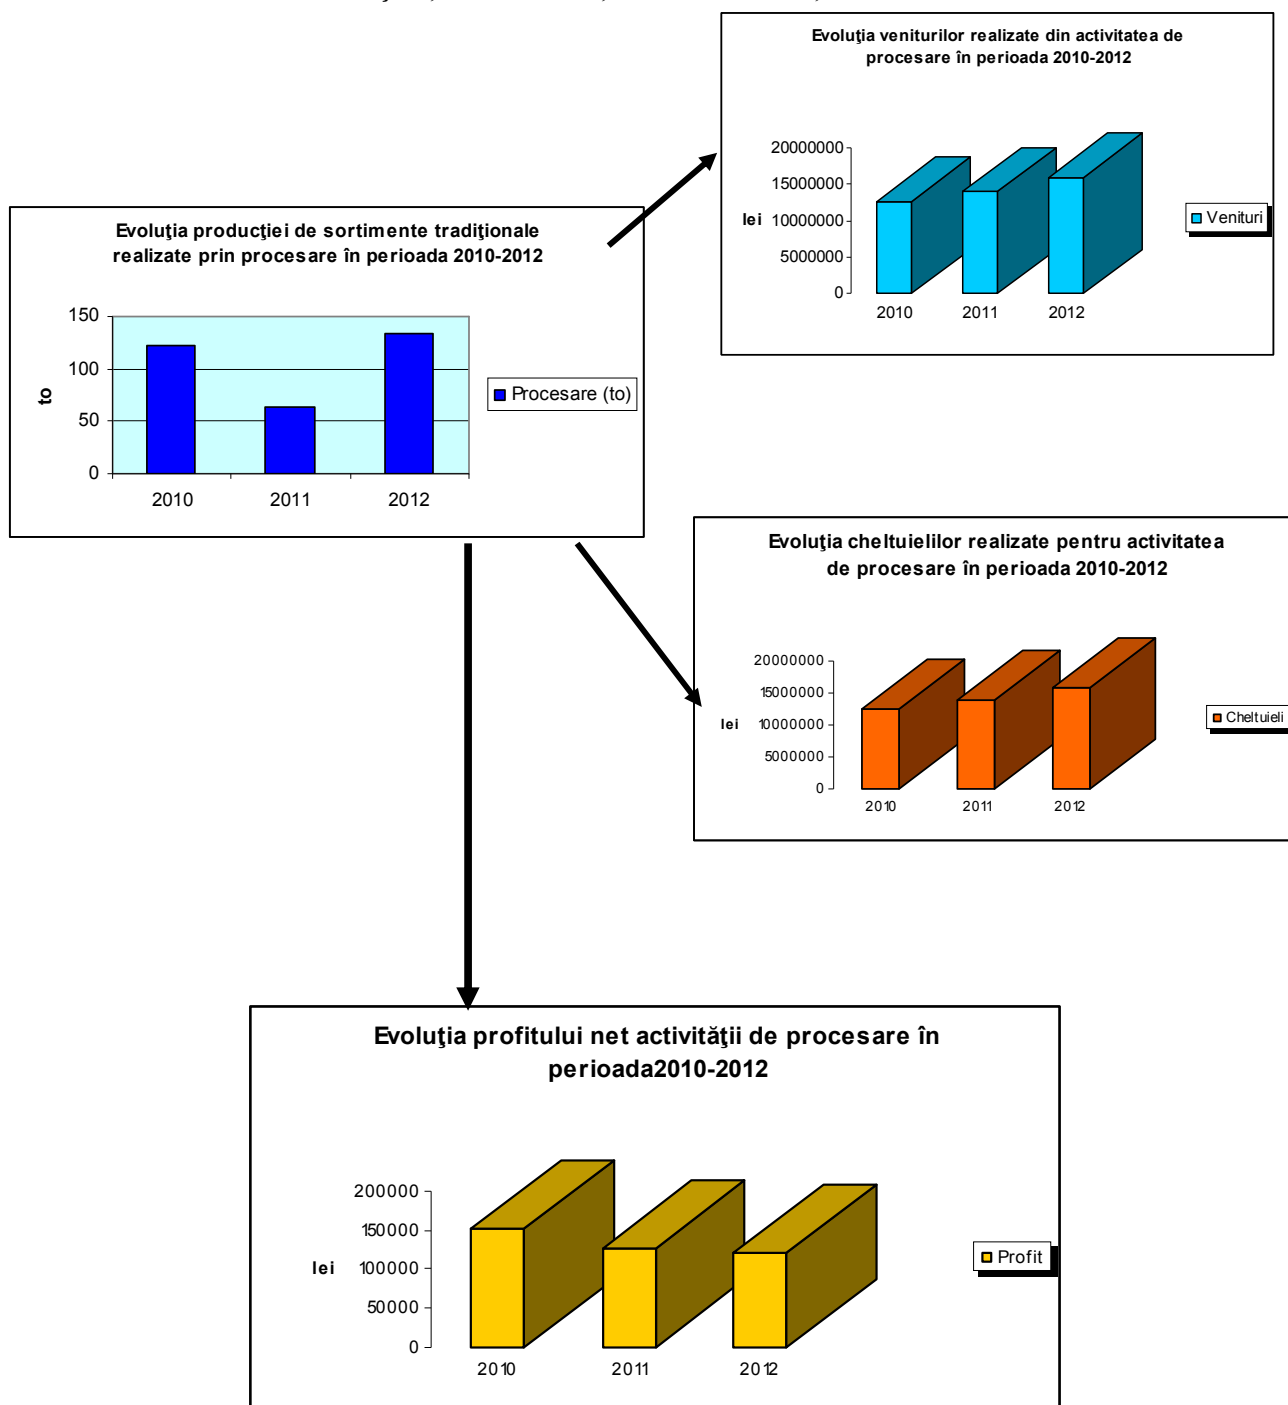 Evoluţia veniturilor realizate din activitatea de
procesare în perioada 2010-2012
20000000
15000000
lei 10000000
5000000
0
2010 2011 2012
Venituri
Evoluţia producţiei de sortimente tradiţionale
realizate prin procesare în perioada 2010-2012
150
100
50
0
to
2010 2011 2012
Procesare (to)
Evoluţia cheltuielilor realizate pentru activitatea
de procesare în perioada 2010-2012
20000000
15000000
lei 10000000
5000000
0
2010 2011 2012
Cheltuieli
Evoluţia profitului net activităţii de procesare în
perioada2010-2012
200000
150000
lei 100000
50000
0
2010 2011 2012
Profit